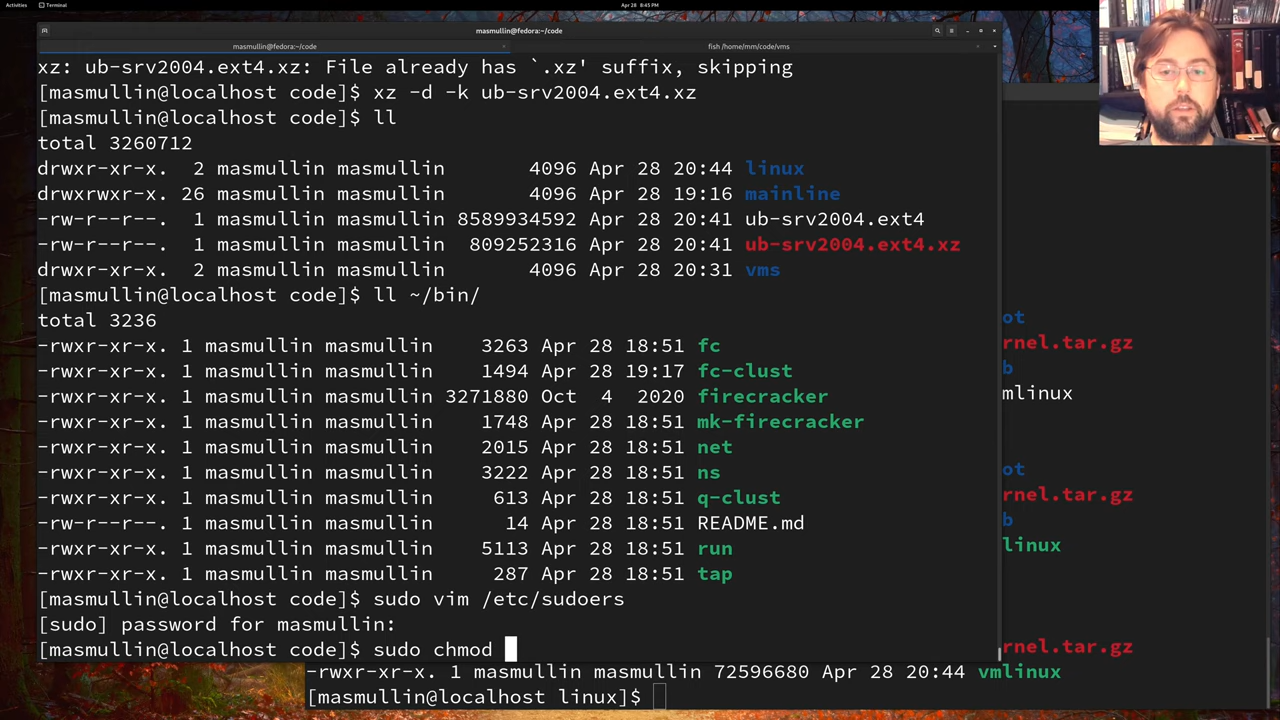 Activities Terminal Apr 28 8:45 PM
masmullin@fedora:~/code
masmullin@fedora:~/code fish /home/mm/code/vms
xz: ub-srv2004.ext4.xz: File already has `.xz' suffix, skipping
[masmullin@localhost code]$ xz -d -k ub-srv2004.ext4.xz
[masmullin@localhost code]$ ll
total 3260712
drwxr-xr-x. 2 masmullin masmullin 4096 Apr 28 20:44 linux
drwxrwxr-x. 26 masmullin masmullin 4096 Apr 28 19:16 mainline
-rw-r--r--. 1 masmullin masmullin 8589934592 Apr 28 20:41 ub-srv2004.ext4
-rw-r--r--. 1 masmullin masmullin 809252316 Apr 28 20:41 ub-srv2004.ext4.xz
drwxr-xr-x. 2 masmullin masmullin 4096 Apr 28 20:31 vms
[masmullin@localhost code]$ ll ~/bin/
total 3236
-rwxr-xr-x. 1 masmullin masmullin 3263 Apr 28 18:51 fc
-rwxr-xr-x. 1 masmullin masmullin 1494 Apr 28 19:17 fc-clust
-rwxr-xr-x. 1 masmullin masmullin 3271880 Oct 4 2020 firecracker
-rwxr-xr-x. 1 masmullin masmullin 1748 Apr 28 18:51 mk-firecracker
-rwxr-xr-x. 1 masmullin masmullin 2015 Apr 28 18:51 net
-rwxr-xr-x. 1 masmullin masmullin 3222 Apr 28 18:51 ns
-rwxr-xr-x. 1 masmullin masmullin 613 Apr 28 18:51 q-clust
-rw-r--r--. 1 masmullin masmullin 14 Apr 28 18:51 README.md
-rwxr-xr-x. 1 masmullin masmullin 5113 Apr 28 18:51 run
-rwxr-xr-x. 1 masmullin masmullin 287 Apr 28 18:51 tap
[masmullin@localhost code]$ sudo vim /etc/sudoers
[sudo] password for masmullin:
[masmullin@localhost code]$ sudo chmod
ot
rnel.tar.gz
b
mlinux
ot
rnel.tar.gz
b
linux
rnel.tar.gz
-rwxr-xr-x. 1 masmullin masmullin 72596680 Apr 28 20:44 vmlinux
[masmullin@localhost linux]$